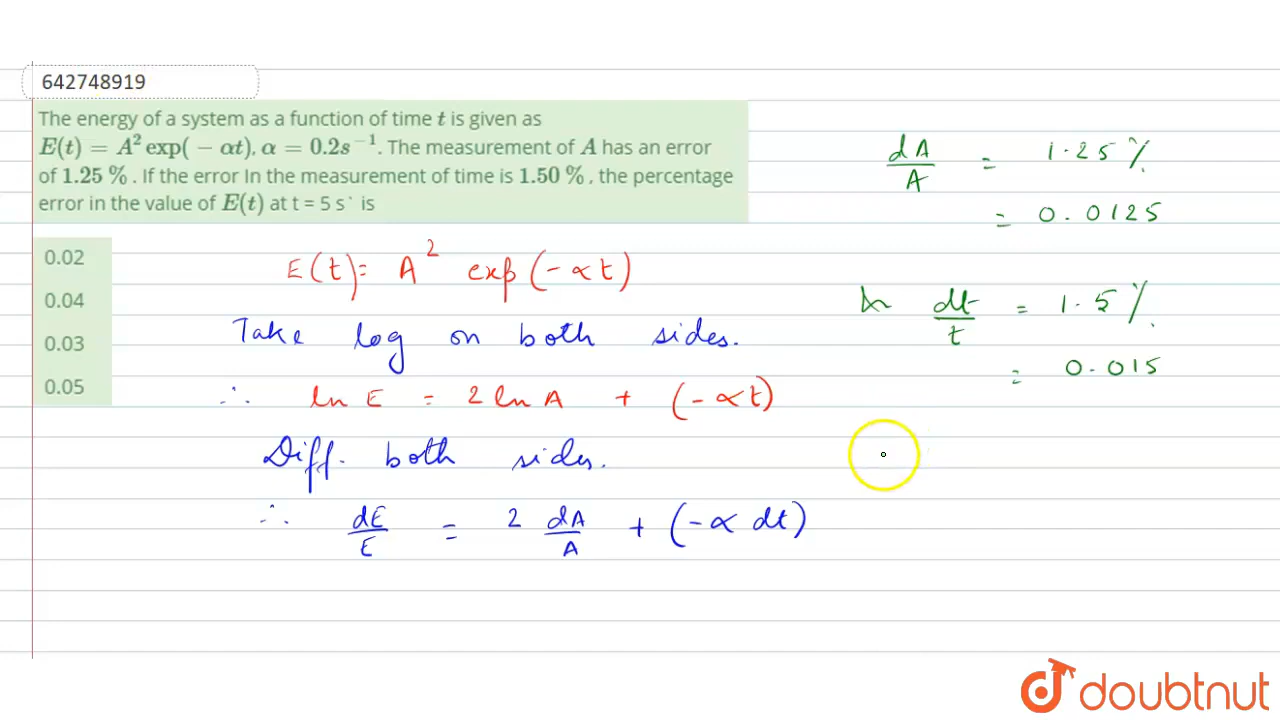 642748919
The energy of a system as a function of time t is given as
E(t) = A² exp( − αt), α = 0.2s⁻¹. The measurement of A has an error
of 1.25 % . If the error In the measurement of time is 1.50 % , the percentage
error in the value of E(t) at t = 5 s` is
0.02
0.04
0.03
0.05
E(t)= A² exp(-αt)
Take log on both sides.
∴ ln E = 2 ln A + (-αt)
Diff. both sides.
∴ dE/E = 2 dA/A + (-α dt)
dA/A = 1.25 %.
= 0.0125
dt/t = 1.5 %.
= 0.015
doubtnut